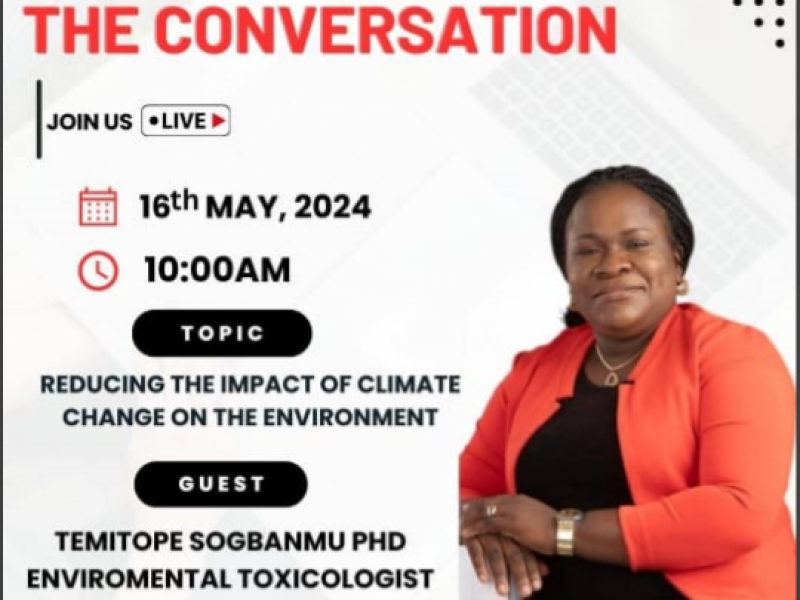 THE CONVERSATION
JOIN US •LIVE
16th MAY, 2024
10:00AM
TOPIC
REDUCING THE IMPACT OF CLIMATE
CHANGE ON THE ENVIRONMENT
GUEST
TEMITOPE SOGBANMU PHD
ENVIROMENTAL TOXICOLOGIST